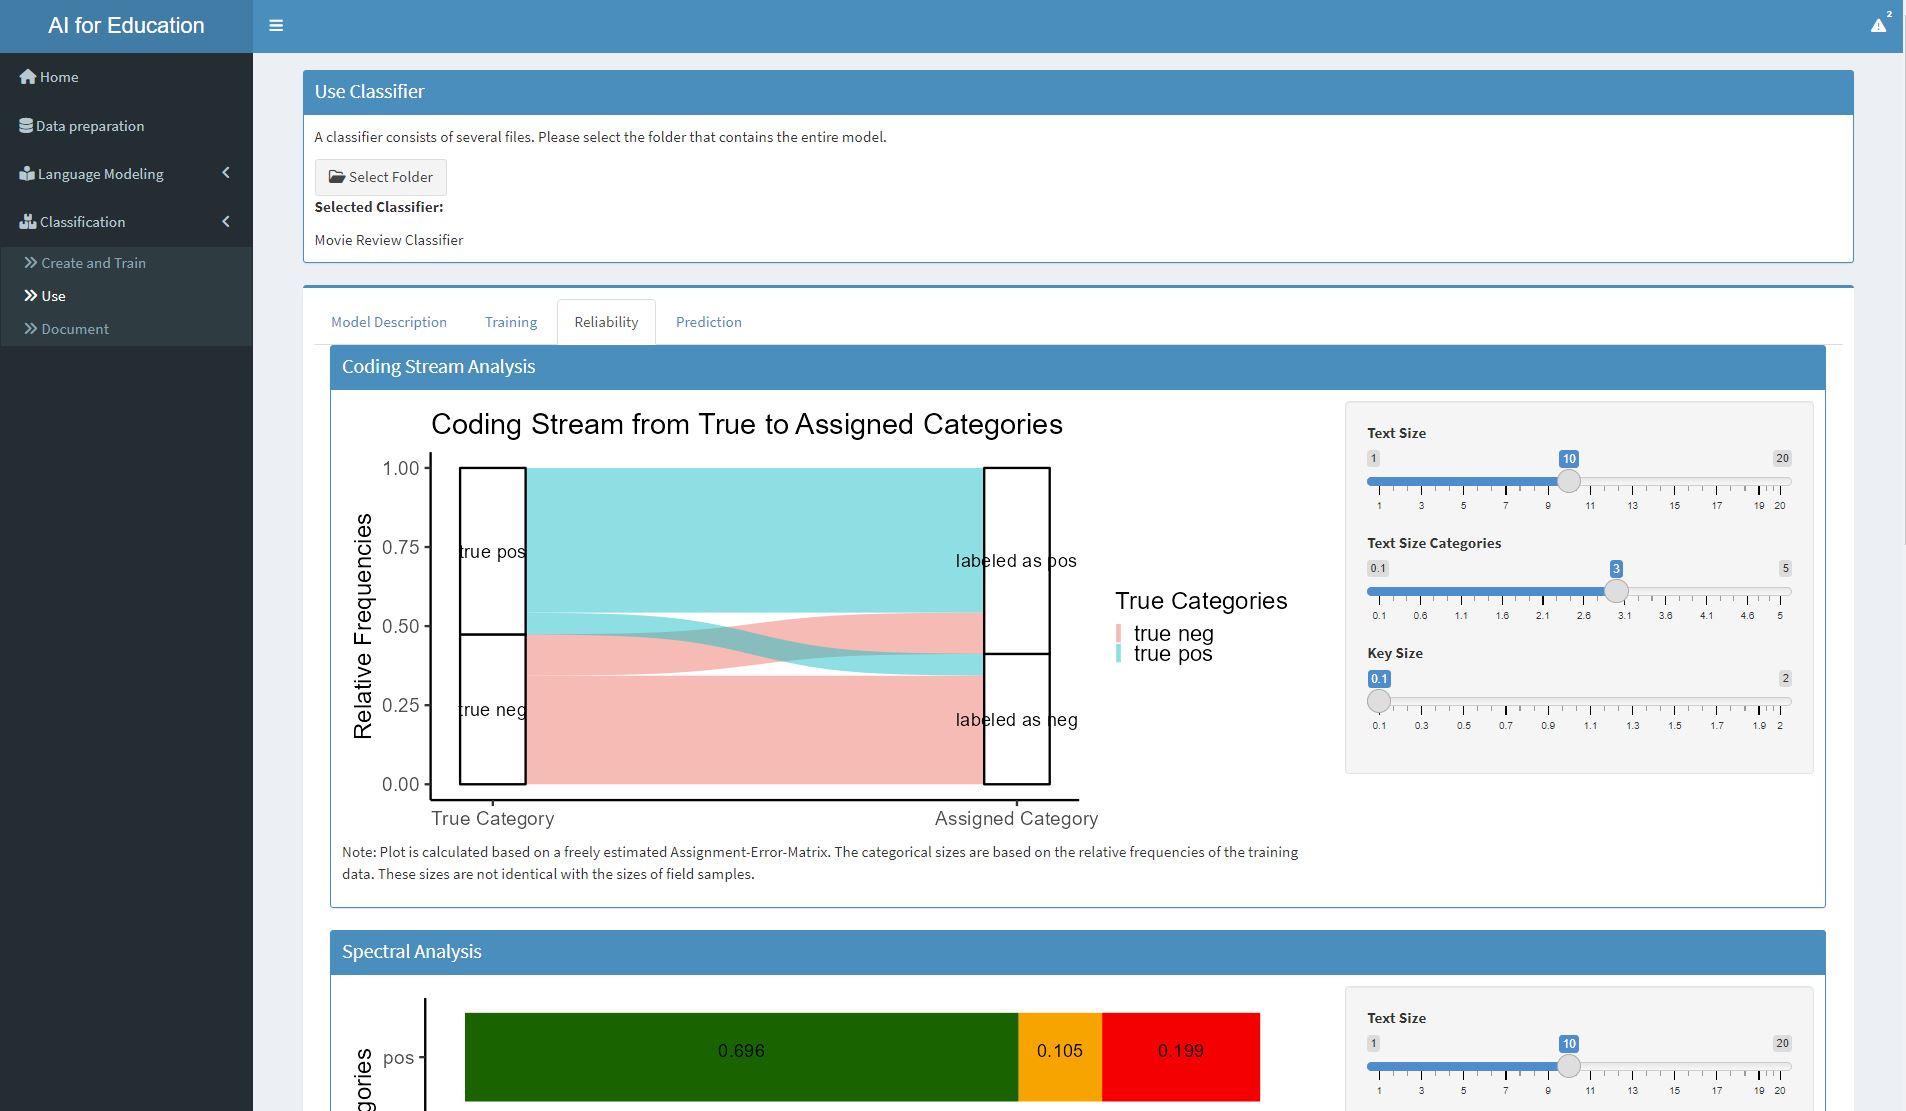 AI for Education
2
Home
Data preparation
Language Modeling
Classification
Create and Train
Use
Document
Use Classifier
A classifier consists of several files. Please select the folder that contains the entire model.
Select Folder
Selected Classifier:
Movie Review Classifier
Model Description Training Reliability Prediction
Coding Stream Analysis
Coding Stream from True to Assigned Categories
Relative Frequencies
1.00
0.75
0.50
0.25
0.00
true pos
true neg
labeled as pos
labeled as neg
True Category Assigned Category
True Categories
true neg
true pos
Note: Plot is calculated based on a freely estimated Assignment-Error-Matrix. The categorical sizes are based on the relative frequencies of the training
data. These sizes are not identical with the sizes of field samples.
Text Size
1 10 20
1 3 5 7 9 11 13 15 17 19 20
Text Size Categories
0.1 3 5
0.1 0.6 1.1 1.6 2.1 2.6 3.1 3.6 4.1 4.6 5
Key Size
0.1 2
0.1 0.3 0.5 0.7 0.9 1.1 1.3 1.5 1.7 1.9 2
Spectral Analysis
pos
0.696 0.105 0.199
Text Size
1 10 20
1 3 5 7 9 11 13 15 17 19 20